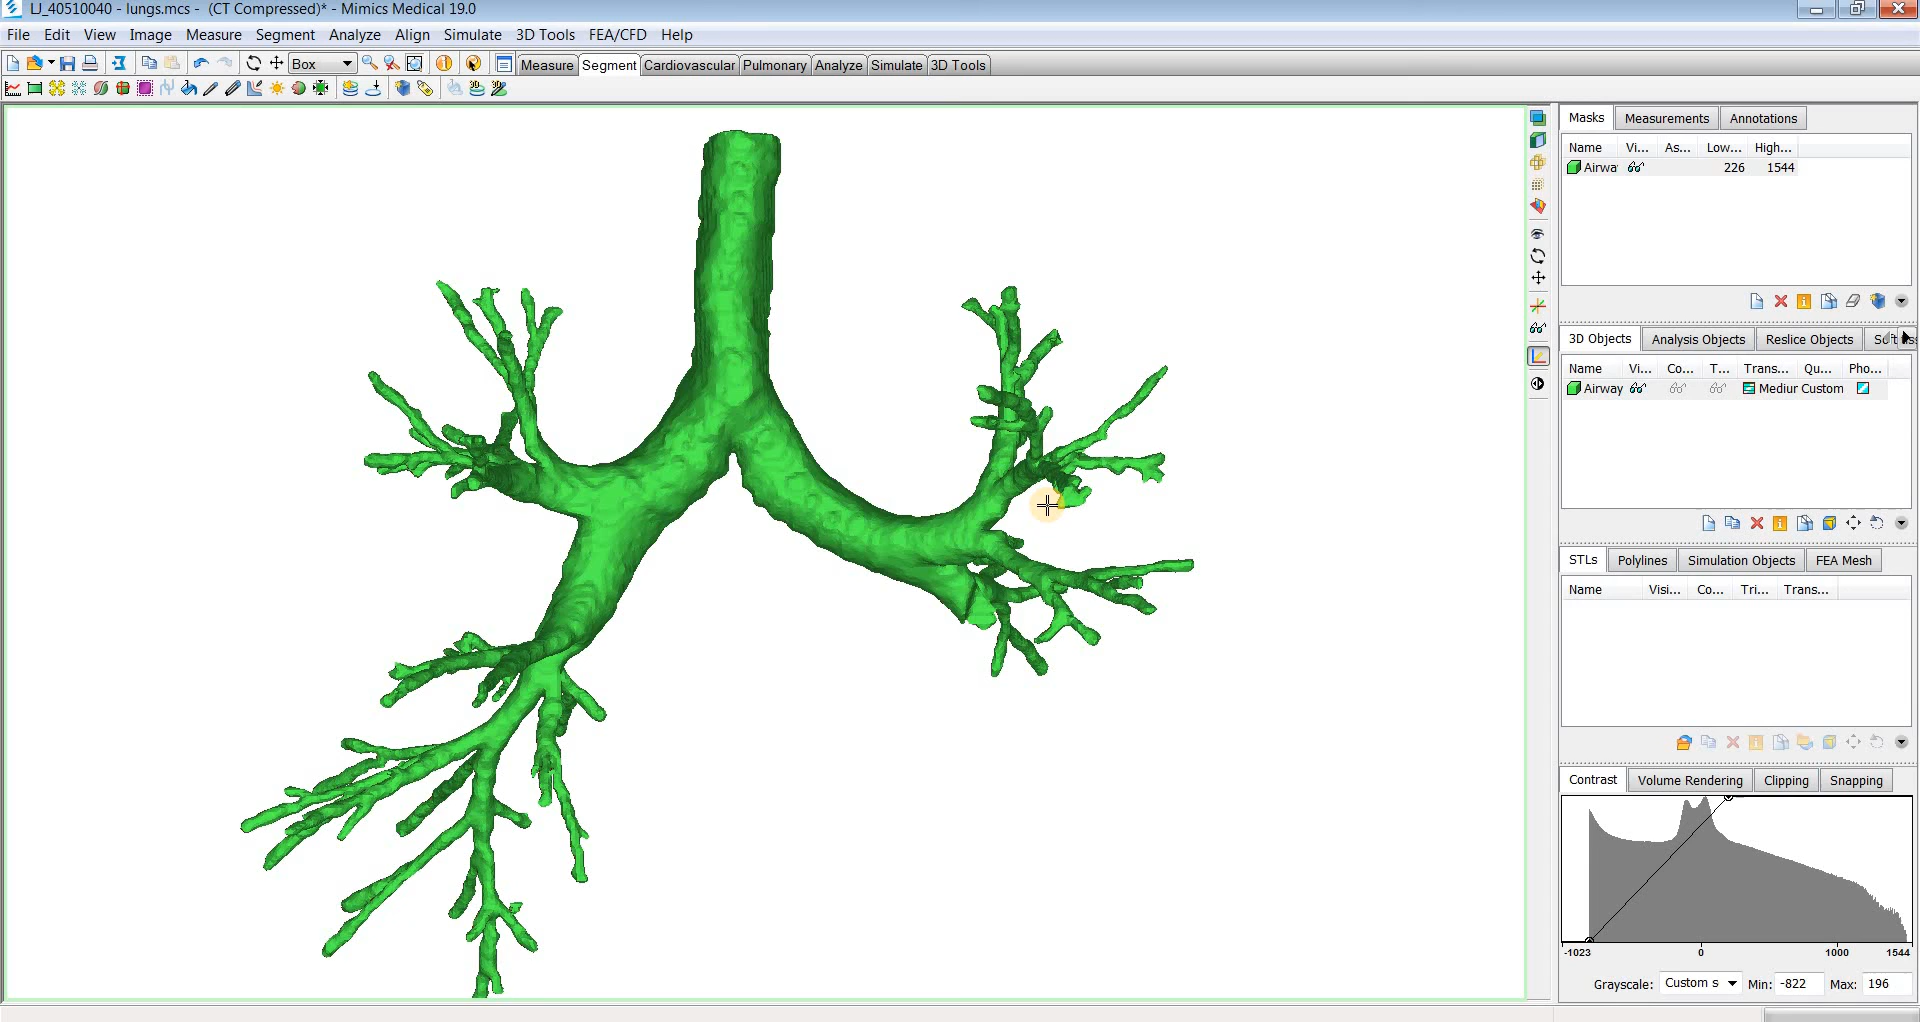 LJ_40510040 - lungs.mcs - (CT Compressed)* - Mimics Medical 19.0
File Edit View Image Measure Segment Analyze Align Simulate 3D Tools FEA/CFD Help
Box Measure Segment Cardiovascular Pulmonary Analyze Simulate 3D Tools
Masks Measurements Annotations
Name Vi... As... Low... High...
Airwa 226 1544
3D Objects Analysis Objects Reslice Objects
Name Vi... Co... T... Trans... Qu... Pho...
Airway Mediur Custom
STLs Polylines Simulation Objects FEA Mesh
Name Visi... Co... Tri... Trans...
Contrast Volume Rendering Clipping Snapping
-1023 0 1000 1544
Grayscale: Custom s Min: -822 Max: 196